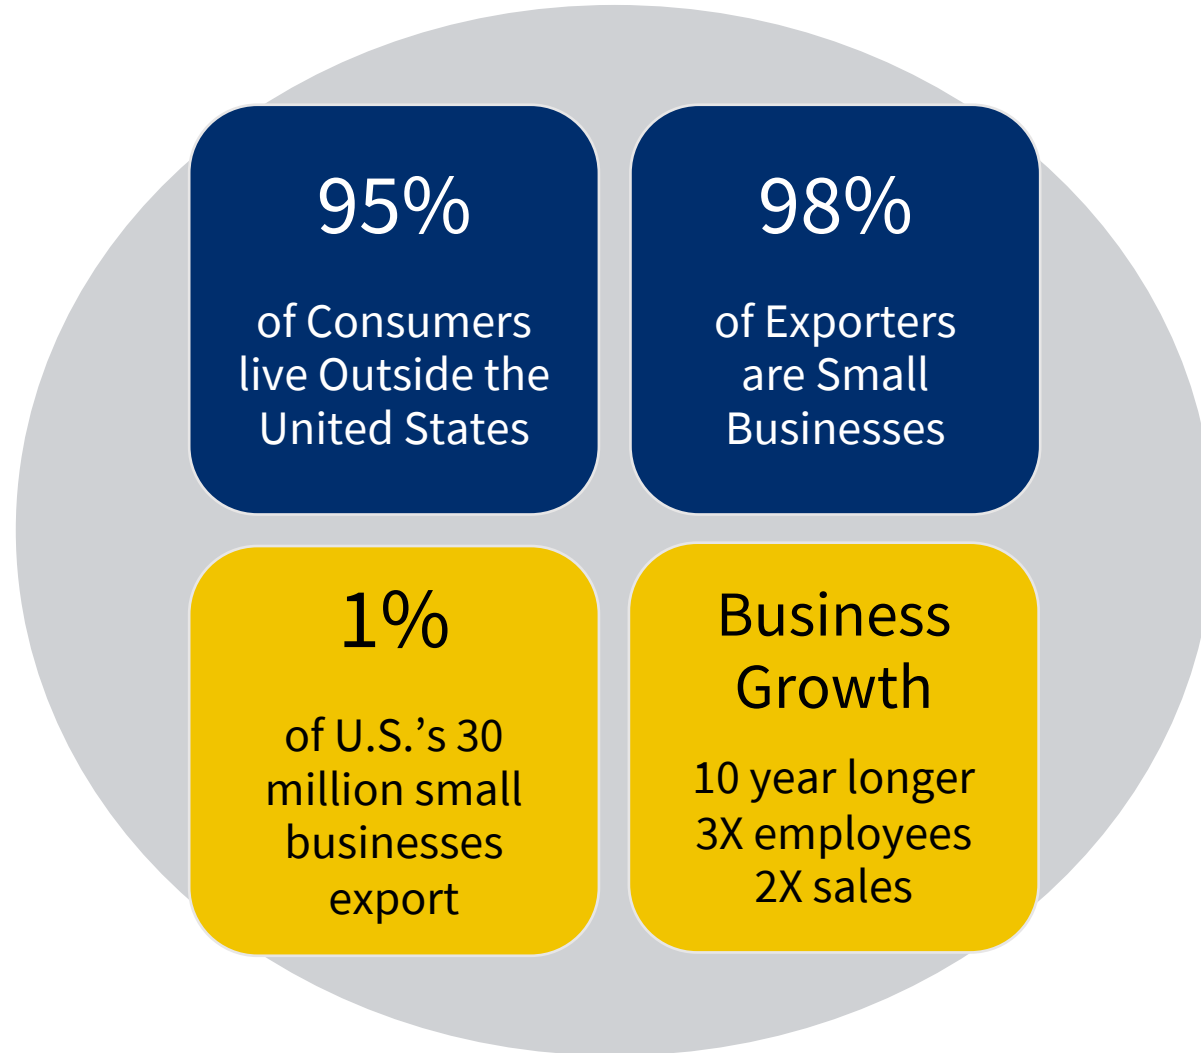 95%
of Consumers
live Outside the
United States
98%
of Exporters
are Small
Businesses
1%
of U.S.’s 30
million small
businesses
export
Business
Growth
10 year longer
3X employees
2X sales